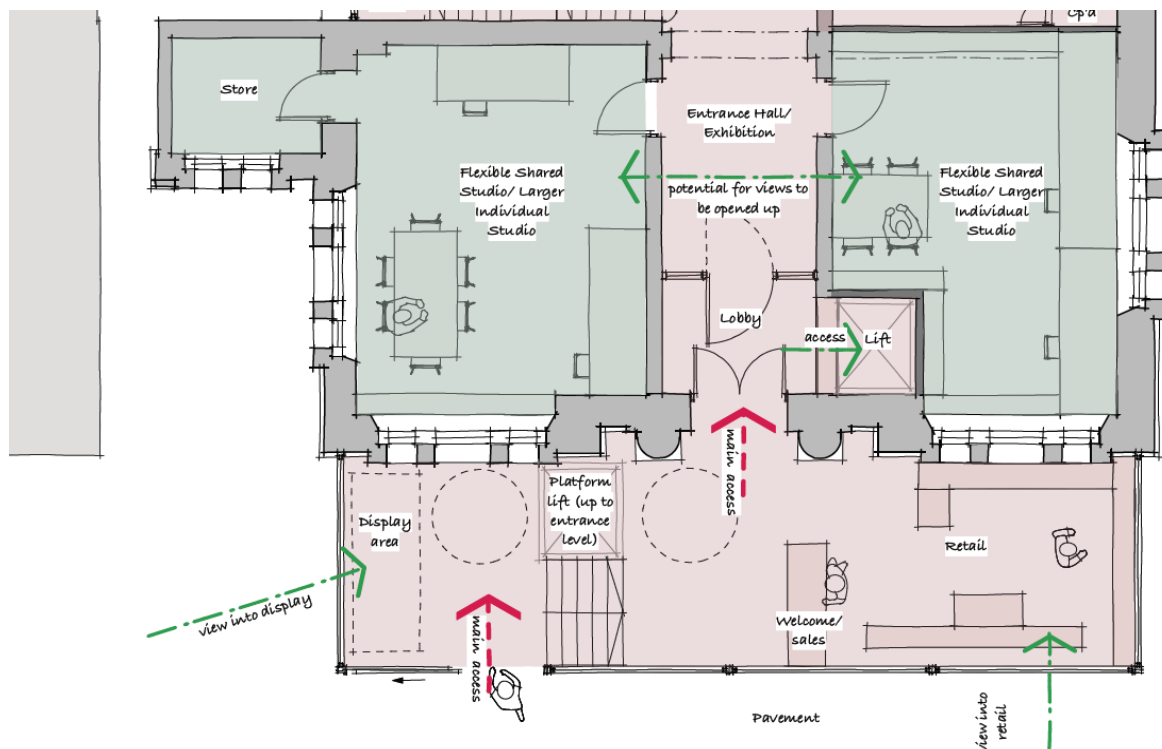 Cp'd
Store
Entrance Hall/
Exhibition
Flexible Shared
Studio/ Larger
Individual
Studio
potential for views to
be opened up
Flexible Shared
Studio/ Larger
Individual
Studio
Lobby
access
Lift
main access
Platform
lift (up to
entrance
level)
Display
area
Retail
view into display
main access
Welcome/
sales
Pavement
view into
retail